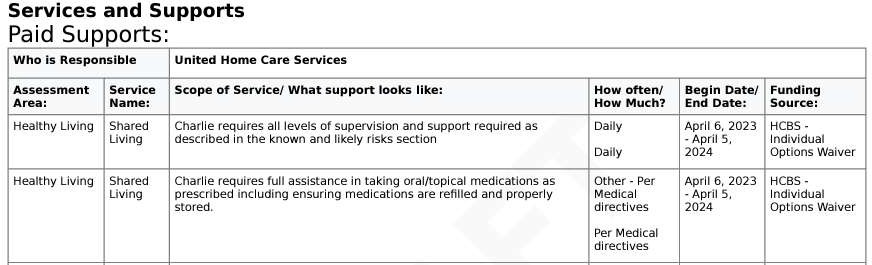 Services and Supports
Paid Supports:
Who is Responsible United Home Care Services
Assessment Area: Service Name: Scope of Service/ What support looks like: How often/ How Much? Begin Date/ End Date: Funding Source:
Healthy Living
Shared
Living
Charlie requires all levels of supervision and support required as
described in the known and likely risks section
Daily
Daily
April 6, 2023
- April 5,
2024
HCBS -
Individual
Options Waiver
Healthy Living
Shared
Living
Charlie requires full assistance in taking oral/topical medications as
prescribed including ensuring medications are refilled and properly
stored.
Other - Per
Medical
directives
Per Medical
directives
April 6, 2023
- April 5,
2024
HCBS -
Individual
Options Waiver